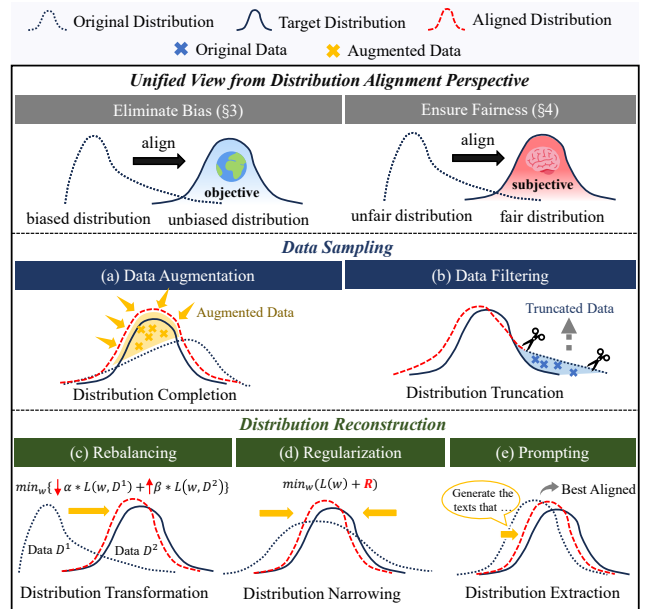 Original Distribution Target Distribution Aligned Distribution
Original Data Augmented Data
Unified View from Distribution Alignment Perspective
Eliminate Bias (§3) Ensure Fairness (§4)
align align
objective subjective
biased distribution unbiased distribution unfair distribution fair distribution
Data Sampling
(a) Data Augmentation (b) Data Filtering
Augmented Data Truncated Data
Distribution Completion Distribution Truncation
Distribution Reconstruction
(c) Rebalancing (d) Regularization (e) Prompting
min_w{↓α * L(w, D¹) + ↑β * L(w, D²)} min_w(L(w) + R)
Generate the
texts that ...
Best Aligned
Data D¹ Data D²
Distribution Transformation Distribution Narrowing Distribution Extraction